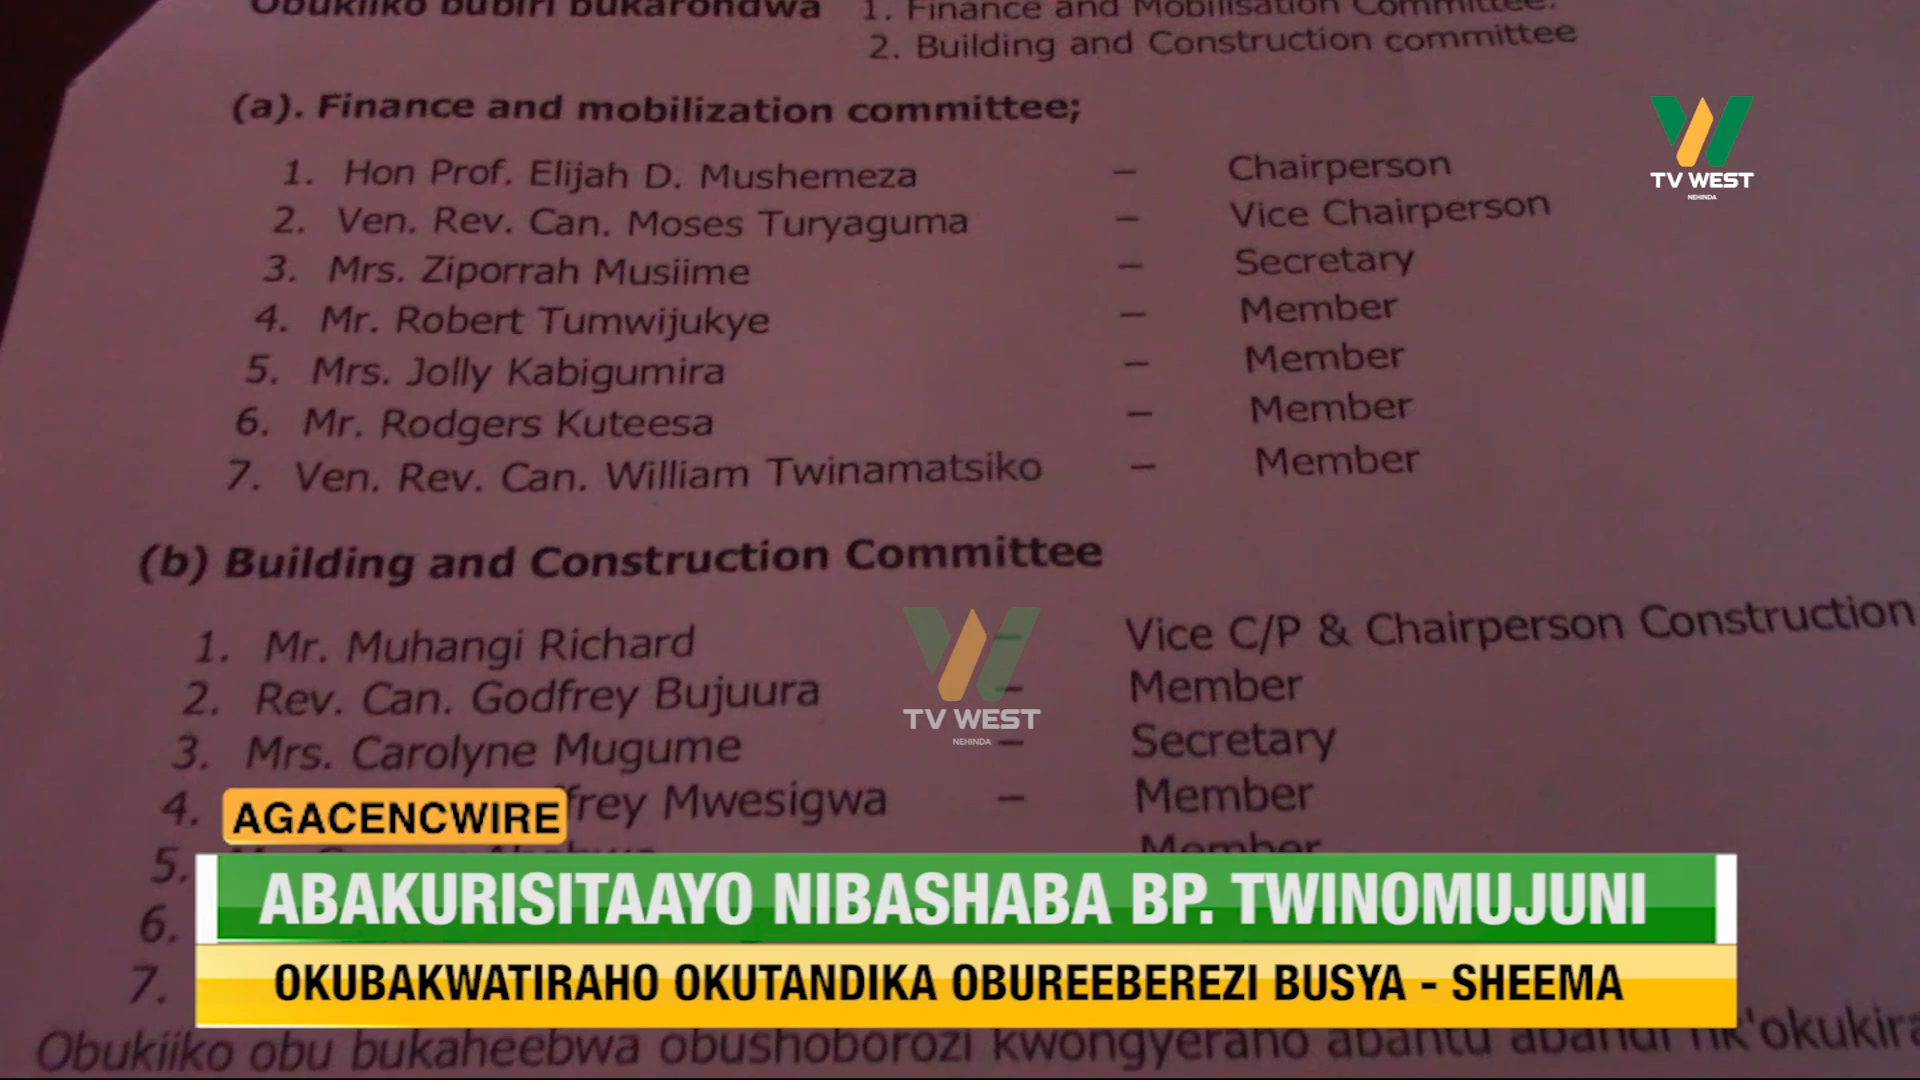 Obukiiko bubiri bukarondwa 1. Finance and Mobilisation Committee.
2. Building and Construction committee
(a). Finance and mobilization committee;
1. Hon Prof. Elijah D. Mushemeza – Chairperson
2. Ven. Rev. Can. Moses Turyaguma – Vice Chairperson
3. Mrs. Ziporrah Musiime – Secretary
4. Mr. Robert Tumwijukye – Member
5. Mrs. Jolly Kabigumira – Member
6. Mr. Rodgers Kuteesa – Member
7. Ven. Rev. Can. William Twinamatsiko – Member
(b) Building and Construction Committee
1. Mr. Muhangi Richard – Vice C/P & Chairperson Construction
2. Rev. Can. Godfrey Bujuura – Member
3. Mrs. Carolyne Mugume – Secretary
4. Mwesigwa – Member
5. Member
6.
7.
Obukiiko obu bukaheebwa obushoborozi kwongyeraho abantu abandi
TV WEST
NEHINDA
TV WEST
NEHINDA
AGACENCWIRE
ABAKURISITAAYO NIBASHABA BP. TWINOMUJUNI
OKUBAKWATIRAHO OKUTANDIKA OBUREEBEREZI BUSYA - SHEEMA